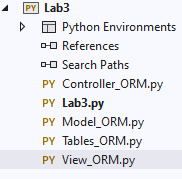 Lab3
Python Environments
References
Search Paths
PY Controller_ORM.py
PY Lab3.py
PY Model_ORM.py
PY Tables_ORM.py
PY View_ORM.py